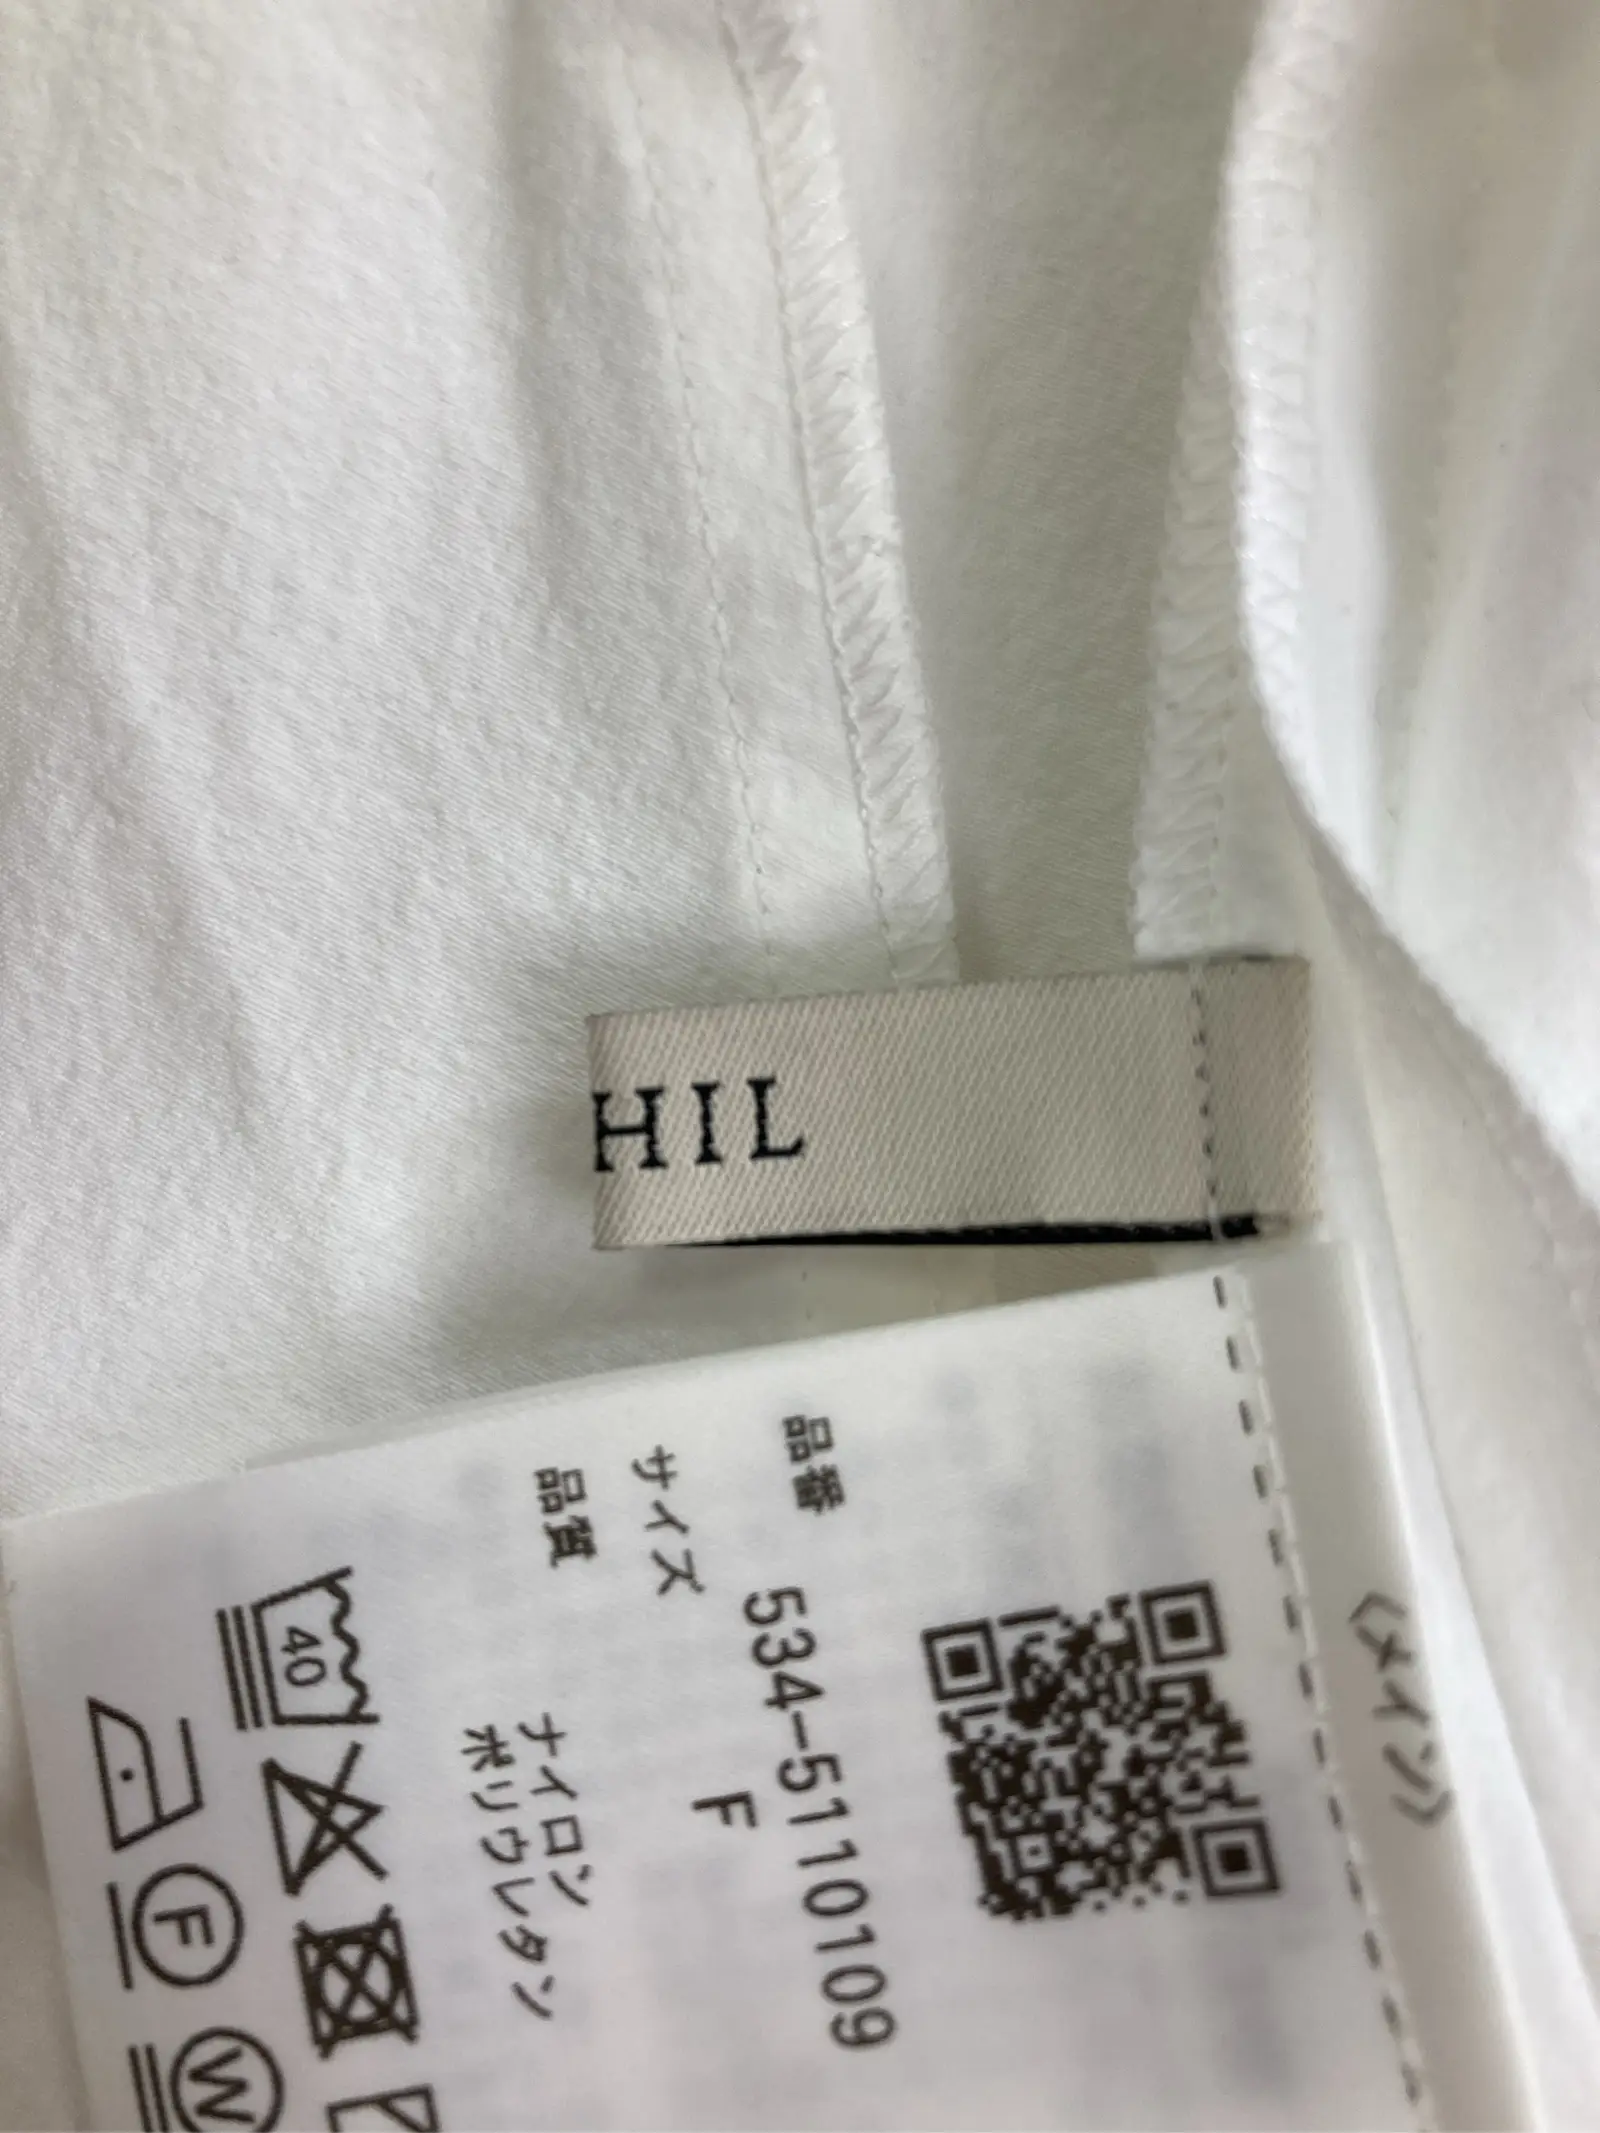 HIL
(メイン)
品番 534-5110109
サイズ F
品質 ナイロン
ポリウレタン
40
F
W